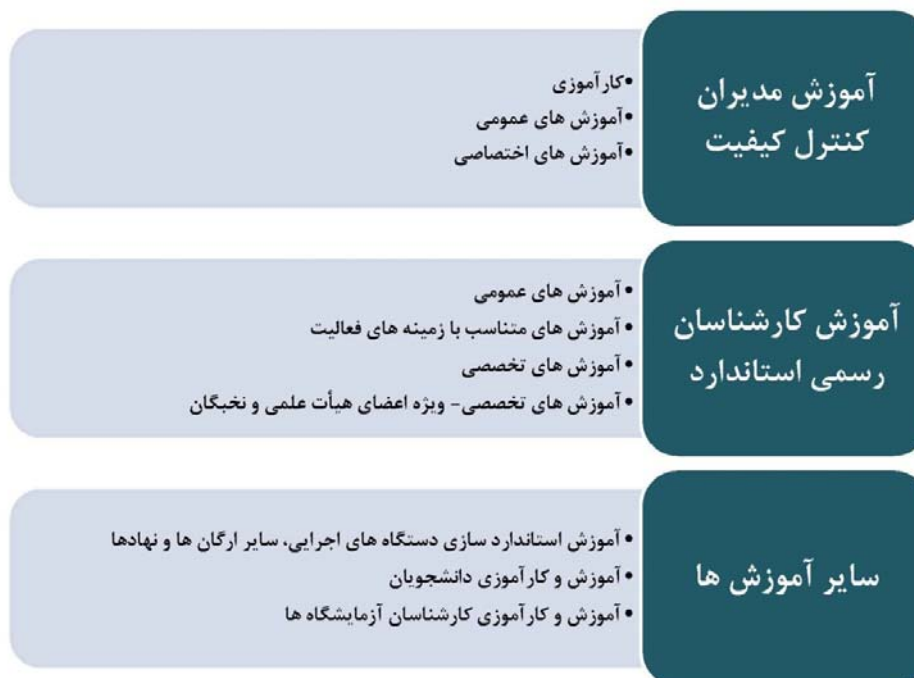 آموزش مدیران
کنترل کیفیت
•کارآموزی
•آموزش های عمومی
•آموزش های اختصاصی
آموزش کارشناسان
رسمی استاندارد
• آموزش های عمومی
• آموزش های متناسب با زمینه های فعالیت
• آموزش های تخصصی
• آموزش های تخصصی- ویژه اعضای هیأت علمی و نخبگان
سایر آموزش ها
• آموزش استاندارد سازی دستگاه های اجرایی، سایر ارگان ها و نهادها
• آموزش و کارآموزی دانشجویان
• آموزش و کارآموزی کارشناسان آزمایشگاه ها